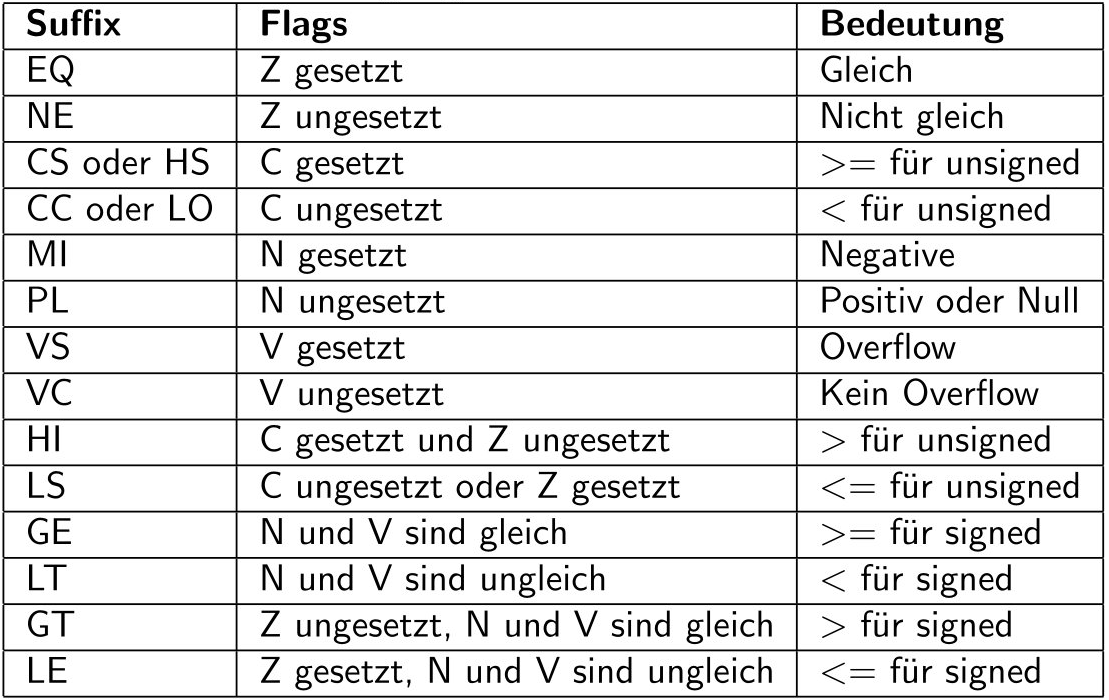 Suffix Flags Bedeutung
EQ Z gesetzt Gleich
NE Z ungesetzt Nicht gleich
CS oder HS C gesetzt >= für unsigned
CC oder LO C ungesetzt < für unsigned
MI N gesetzt Negative
PL N ungesetzt Positiv oder Null
VS V gesetzt Overflow
VC V ungesetzt Kein Overflow
HI C gesetzt und Z ungesetzt > für unsigned
LS C ungesetzt oder Z gesetzt <= für unsigned
GE N und V sind gleich >= für signed
LT N und V sind ungleich < für signed
GT Z ungesetzt, N und V sind gleich > für signed
LE Z gesetzt, N und V sind ungleich <= für signed